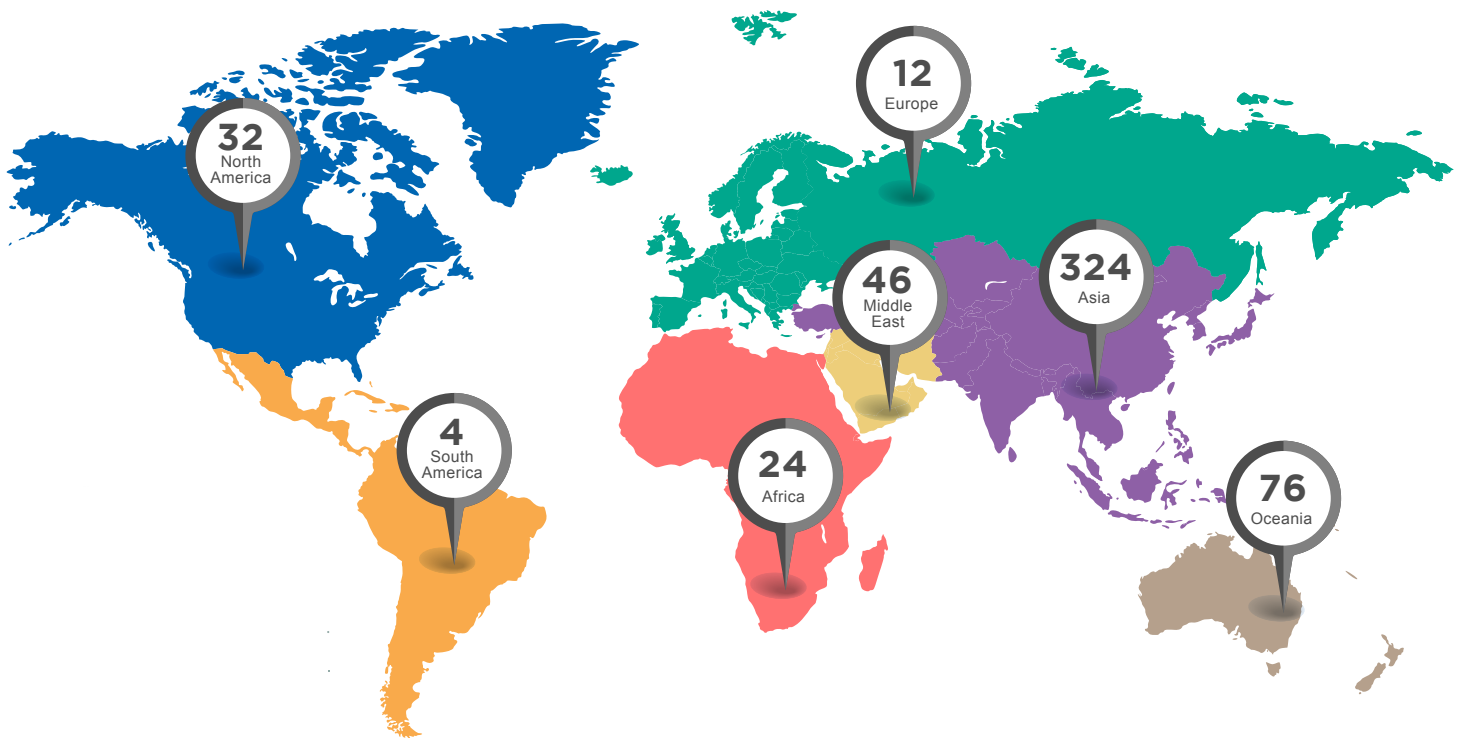 12
Europe
32
North
America
324
Asia
46
Middle
East
4
South
America
24
Africa
76
Oceania